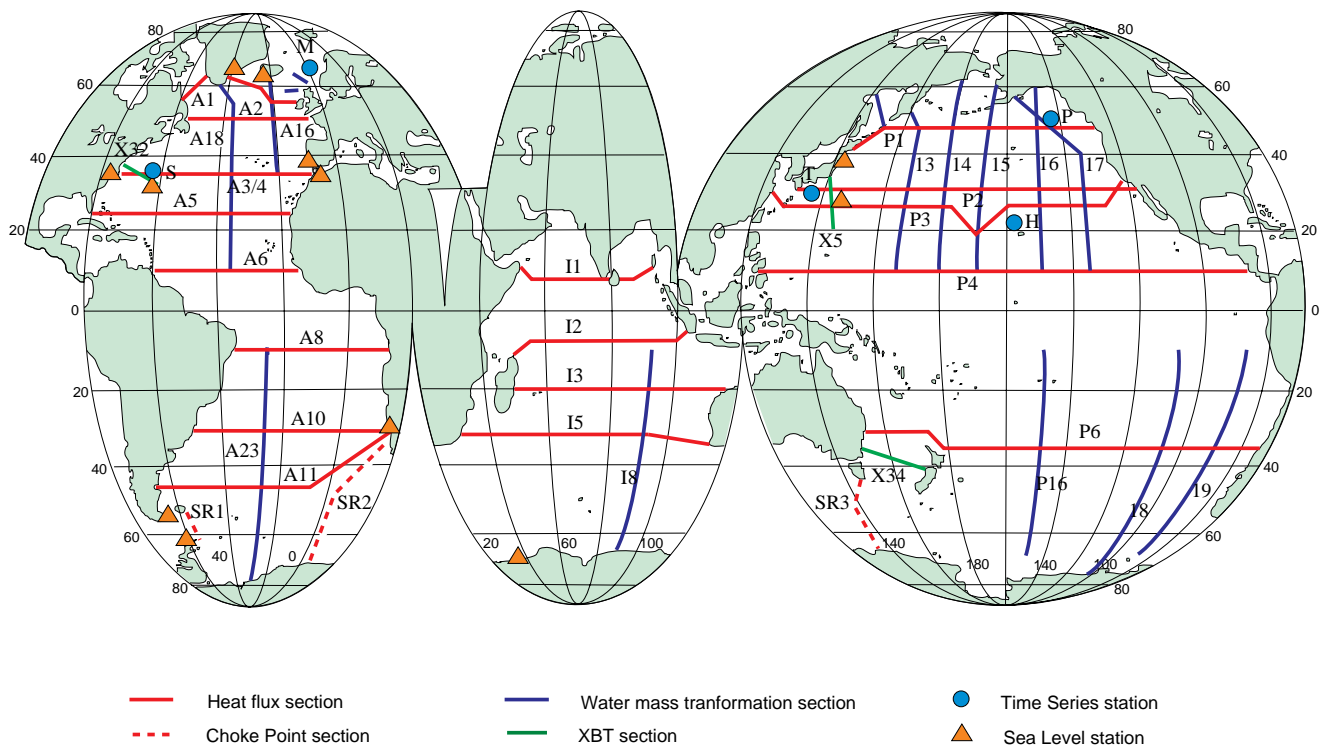 80
M
80
60
A1
A2
60
A18
A16
P
X32
P1
40
S
13
14
15
16
17
40
A3/4
T
A5
P2
P3
H
20
X5
20
A6
I1
P4
0
0
I2
A8
20
I3
20
A10
I5
P6
A23
40
A11
I8
X34
40
SR1
SR2
SR3
P16
18
19
60
40
0
20
60
100
140
180
140
100
60
80
80
Heat flux section
Water mass tranformation section
Time Series station
Choke Point section
XBT section
Sea Level station